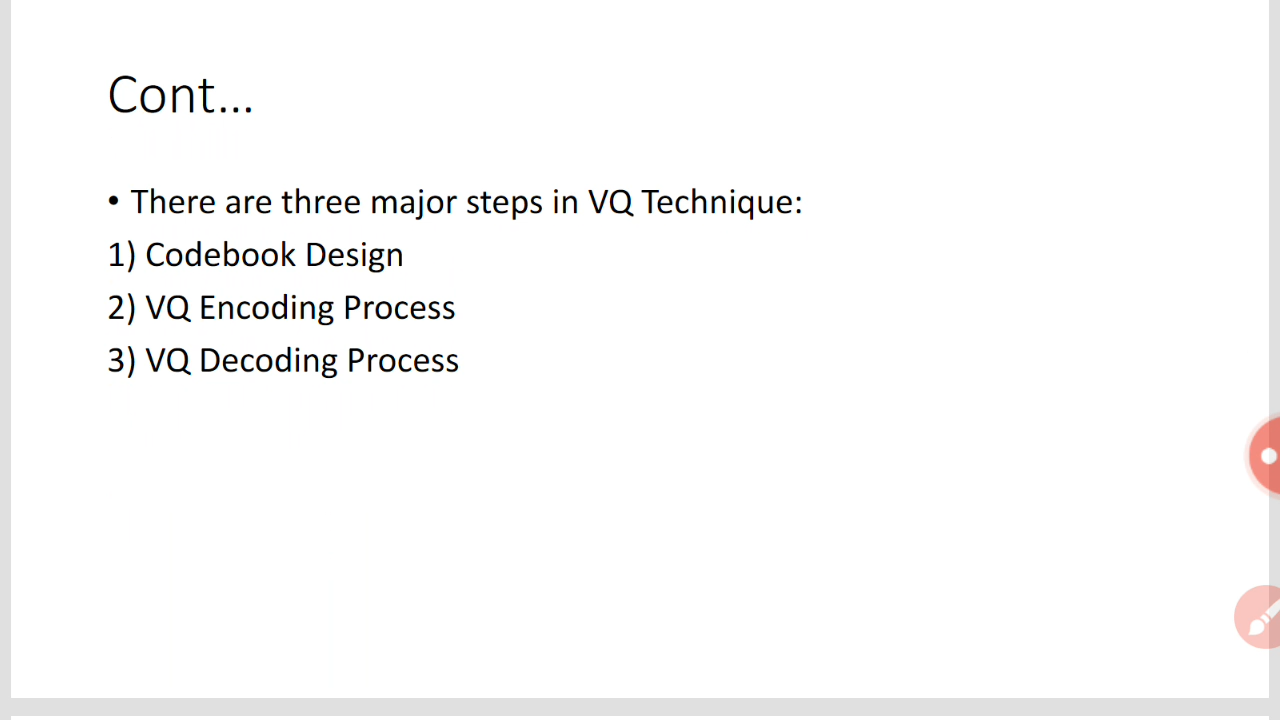 Cont...
• There are three major steps in VQ Technique:
1) Codebook Design
2) VQ Encoding Process
3) VQ Decoding Process